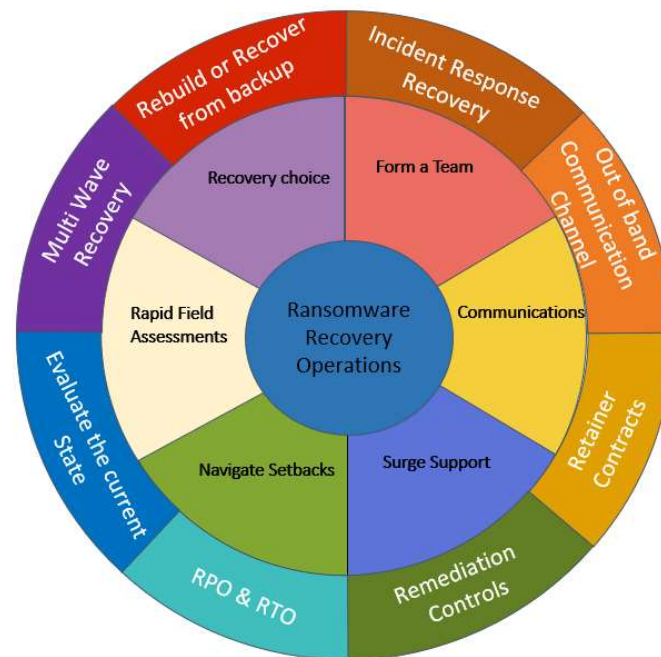 Ransomware
Recovery
Operations
Form a Team
Communications
Surge Support
Navigate Setbacks
Rapid Field
Assessments
Recovery choice
Incident Response
Recovery
Out of band
Communication
Channel
Retainer
Contracts
Remediation
Controls
RPO & RTO
Evaluate the current
State
Multi Wave
Recovery
Rebuild or Recover
from backup